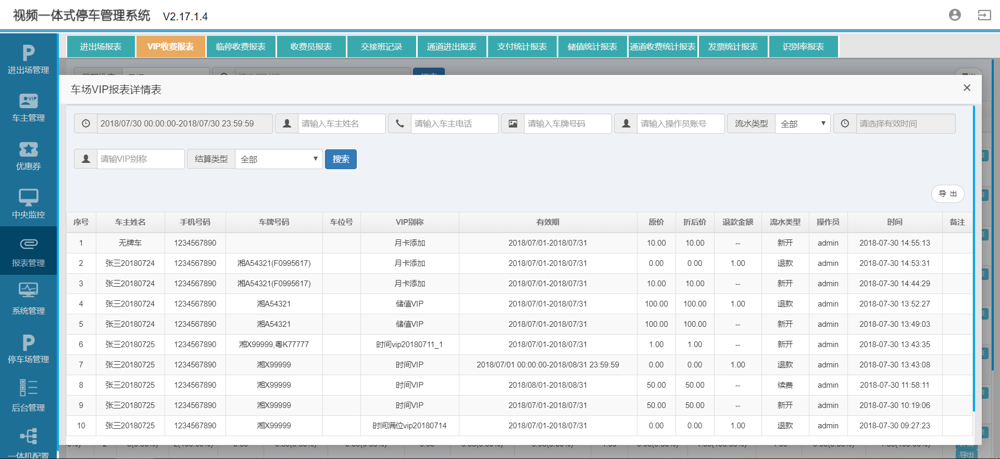 视频一体式停车管理系统 V2.17.1.4
进出场报表 VIP收费报表 临停收费报表 收费员报表 交接班记录 通道进出报表 支付统计报表 储值统计报表 通道收费统计报表 发票统计报表 识别率报表
进出场管理
VIP
车主管理
优惠券
中央监控
报表管理
系统管理
停车场管理
后台管理
一体机配置
车场VIP报表详情表
2018/07/30 00:00:00-2018/07/30 23:59:59 请输入车主姓名 请输入车主电话 请输入车牌号码 请输入操作员账号 流水类型 全部 请选择有效时间
请输VIP别称 结算类型 全部 搜索
导 出
序号 车主姓名 手机号码 车牌号码 车位号 VIP别称 有效期 原价 折后价 退款金额 流水类型 操作员 时间 备注
1 无牌车 1234567890 月卡添加 2018/07/01-2018/07/31 10.00 10.00 -- 新开 admin 2018-07-30 14:55:13
2 张三20180724 1234567890 湘A54321(F0995617) 月卡添加 2018/07/01-2018/07/31 0.00 0.00 1.00 退款 admin 2018-07-30 14:53:31
3 张三20180724 1234567890 湘A54321(F0995617) 月卡添加 2018/07/01-2018/07/31 10.00 10.00 -- 新开 admin 2018-07-30 14:44:29
4 张三20180724 1234567890 湘A54321 储值VIP 2018/07/01-2018/07/31 100.00 100.00 1.00 退款 admin 2018-07-30 13:52:27
5 张三20180724 1234567890 湘A54321 储值VIP 2018/07/01-2018/07/31 100.00 100.00 -- 新开 admin 2018-07-30 13:49:03
6 张三20180725 1234567890 湘X99999,粤K77777 时间vip20180711_1 2018/07/01-2018/07/31 1.00 1.00 -- 新开 admin 2018-07-30 13:43:35
7 张三20180725 1234567890 湘X99999 时间VIP 2018/07/01 00:00:00-2018/08/31 23:59:59 0.00 0.00 1.00 退款 admin 2018-07-30 13:43:08
8 张三20180725 1234567890 湘X99999 时间VIP 2018/08/01-2018/08/31 50.00 50.00 -- 续费 admin 2018-07-30 11:58:11
9 张三20180725 1234567890 湘X99999 时间VIP 2018/07/01-2018/07/31 50.00 50.00 -- 新开 admin 2018-07-30 10:19:06
10 张三20180725 1234567890 湘X99999 时间满位vip20180714 2018/07/01-2018/07/31 0.00 0.00 1.00 退款 admin 2018-07-30 09:27:23
导出